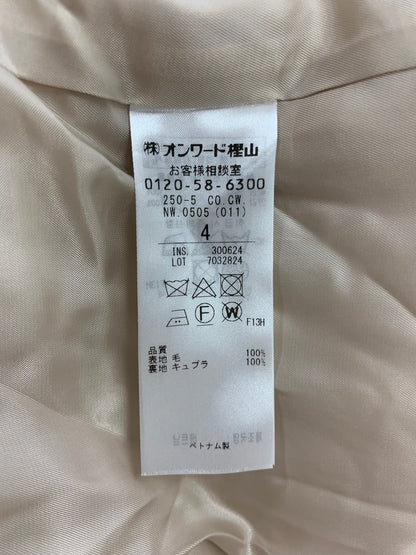 ㈱オンワード樫山
お客様相談室
0120-58-6300
250-5 CO.CW.
NW.0505 (011)
4
INS. 300624
LOT 7032824
F W F13H
品質
表地 毛 100%
裏地 キュプラ 100%
ベトナム製